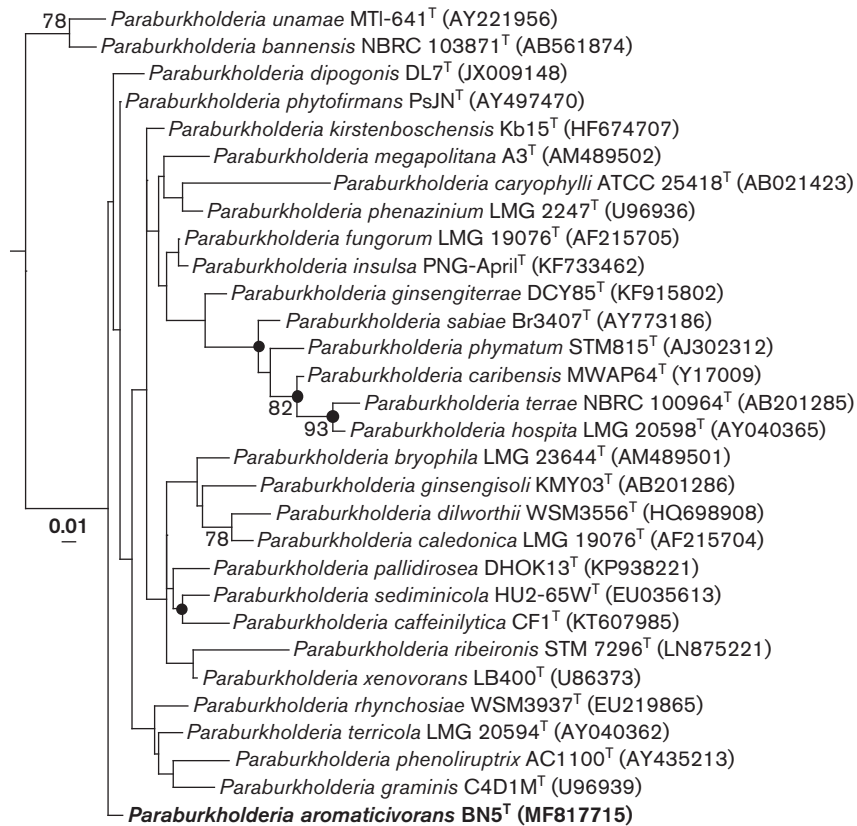 78
Paraburkholderia unamae MTI-641ᵀ (AY221956)
Paraburkholderia bannensis NBRC 103871ᵀ (AB561874)
Paraburkholderia dipogonis DL7ᵀ (JX009148)
Paraburkholderia phytofirmans PsJNᵀ (AY497470)
Paraburkholderia kirstenboschensis Kb15ᵀ (HF674707)
Paraburkholderia megapolitana A3ᵀ (AM489502)
Paraburkholderia caryophylli ATCC 25418ᵀ (AB021423)
Paraburkholderia phenazinium LMG 2247ᵀ (U96936)
Paraburkholderia fungorum LMG 19076ᵀ (AF215705)
Paraburkholderia insulsa PNG-Aprilᵀ (KF733462)
Paraburkholderia ginsengiterrae DCY85ᵀ (KF915802)
Paraburkholderia sabiae Br3407ᵀ (AY773186)
Paraburkholderia phymatum STM815ᵀ (AJ302312)
Paraburkholderia caribensis MWAP64ᵀ (Y17009)
82
Paraburkholderia terrae NBRC 100964ᵀ (AB201285)
93
Paraburkholderia hospita LMG 20598ᵀ (AY040365)
Paraburkholderia bryophila LMG 23644ᵀ (AM489501)
Paraburkholderia ginsengisoli KMY03ᵀ (AB201286)
Paraburkholderia dilworthii WSM3556ᵀ (HQ698908)
0.01
78
Paraburkholderia caledonica LMG 19076ᵀ (AF215704)
Paraburkholderia pallidirosea DHOK13ᵀ (KP938221)
Paraburkholderia sediminicola HU2-65Wᵀ (EU035613)
Paraburkholderia caffeinilytica CF1ᵀ (KT607985)
Paraburkholderia ribeironis STM 7296ᵀ (LN875221)
Paraburkholderia xenovorans LB400ᵀ (U86373)
Paraburkholderia rhynchosiae WSM3937ᵀ (EU219865)
Paraburkholderia terricola LMG 20594ᵀ (AY040362)
Paraburkholderia phenoliruptrix AC1100ᵀ (AY435213)
Paraburkholderia graminis C4D1Mᵀ (U96939)
Paraburkholderia aromaticivorans BN5ᵀ (MF817715)